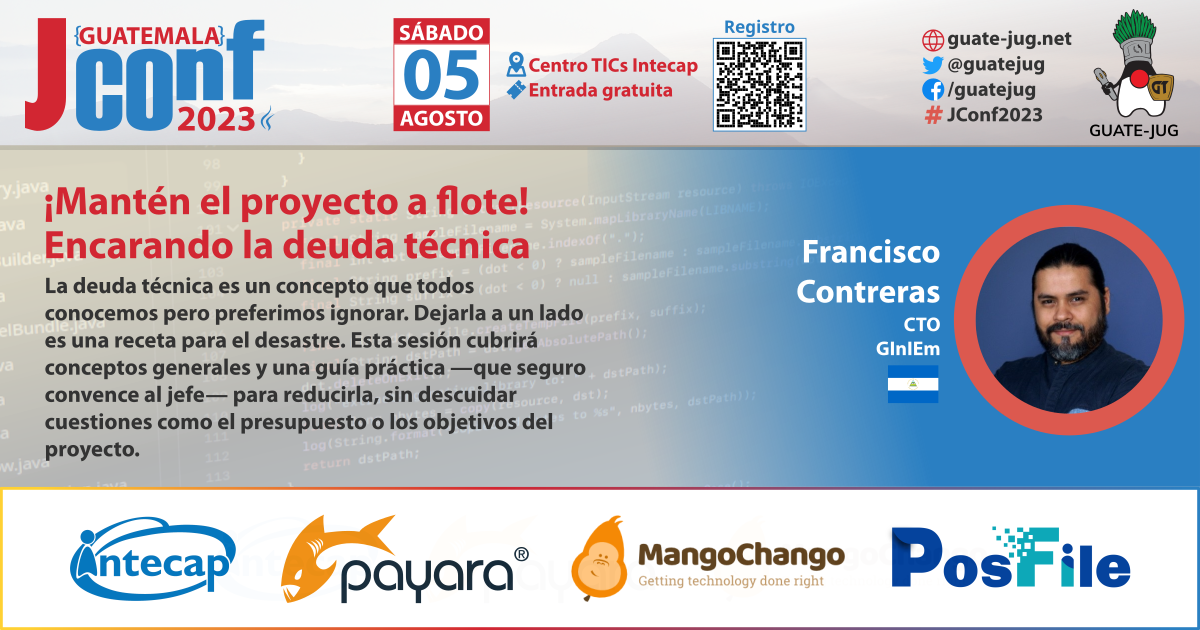 {GUATEMALA}
JConf
2023
SÁBADO
05
AGOSTO
Centro TICs Intecap
Entrada gratuita
Registro
guate-jug.net
@guatejug
/guatejug
# JConf2023
GT
GUATE-JUG
¡Mantén el proyecto a flote!
Encarando la deuda técnica
La deuda técnica es un concepto que todos
conocemos pero preferimos ignorar. Dejarla a un lado
es una receta para el desastre. Esta sesión cubrirá
conceptos generales y una guía práctica —que seguro
convence al jefe— para reducirla, sin descuidar
cuestiones como el presupuesto o los objetivos del
proyecto.
Francisco
Contreras
CTO
GlnlEm
intecap
payara®
MangoChango
Getting technology done right
PosFile